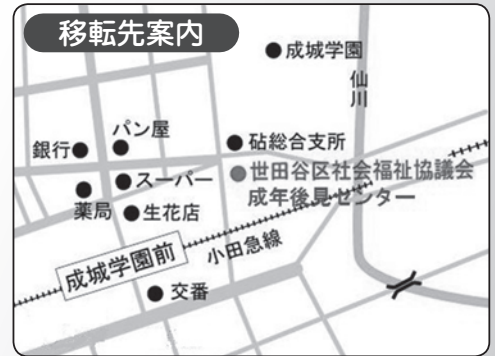 移転先案内
成城学園
仙川
パン屋
銀行
砧総合支所
世田谷区社会福祉協議会
成年後見センター
スーパー
薬局
生花店
成城学園前
小田急線
交番